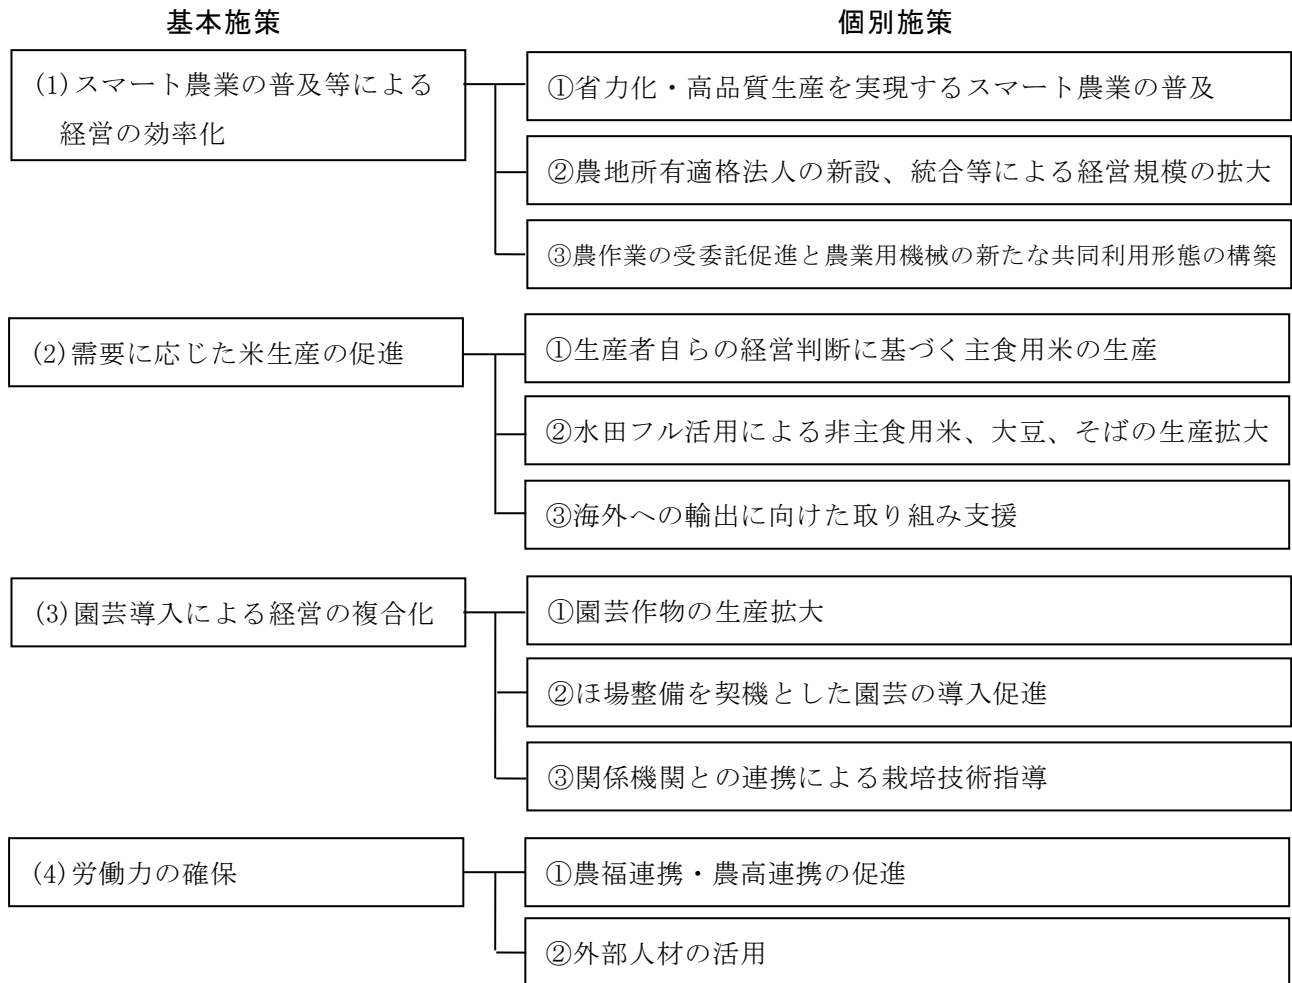 基本施策
個別施策
(1)スマート農業の普及等による
経営の効率化
①省力化・高品質生産を実現するスマート農業の普及
②農地所有適格法人の新設、統合等による経営規模の拡大
③農作業の受委託促進と農業用機械の新たな共同利用形態の構築
(2)需要に応じた米生産の促進
①生産者自らの経営判断に基づく主食用米の生産
②水田フル活用による非主食用米、大豆、そばの生産拡大
③海外への輸出に向けた取り組み支援
(3)園芸導入による経営の複合化
①園芸作物の生産拡大
②ほ場整備を契機とした園芸の導入促進
③関係機関との連携による栽培技術指導
(4)労働力の確保
①農福連携・農高連携の促進
②外部人材の活用